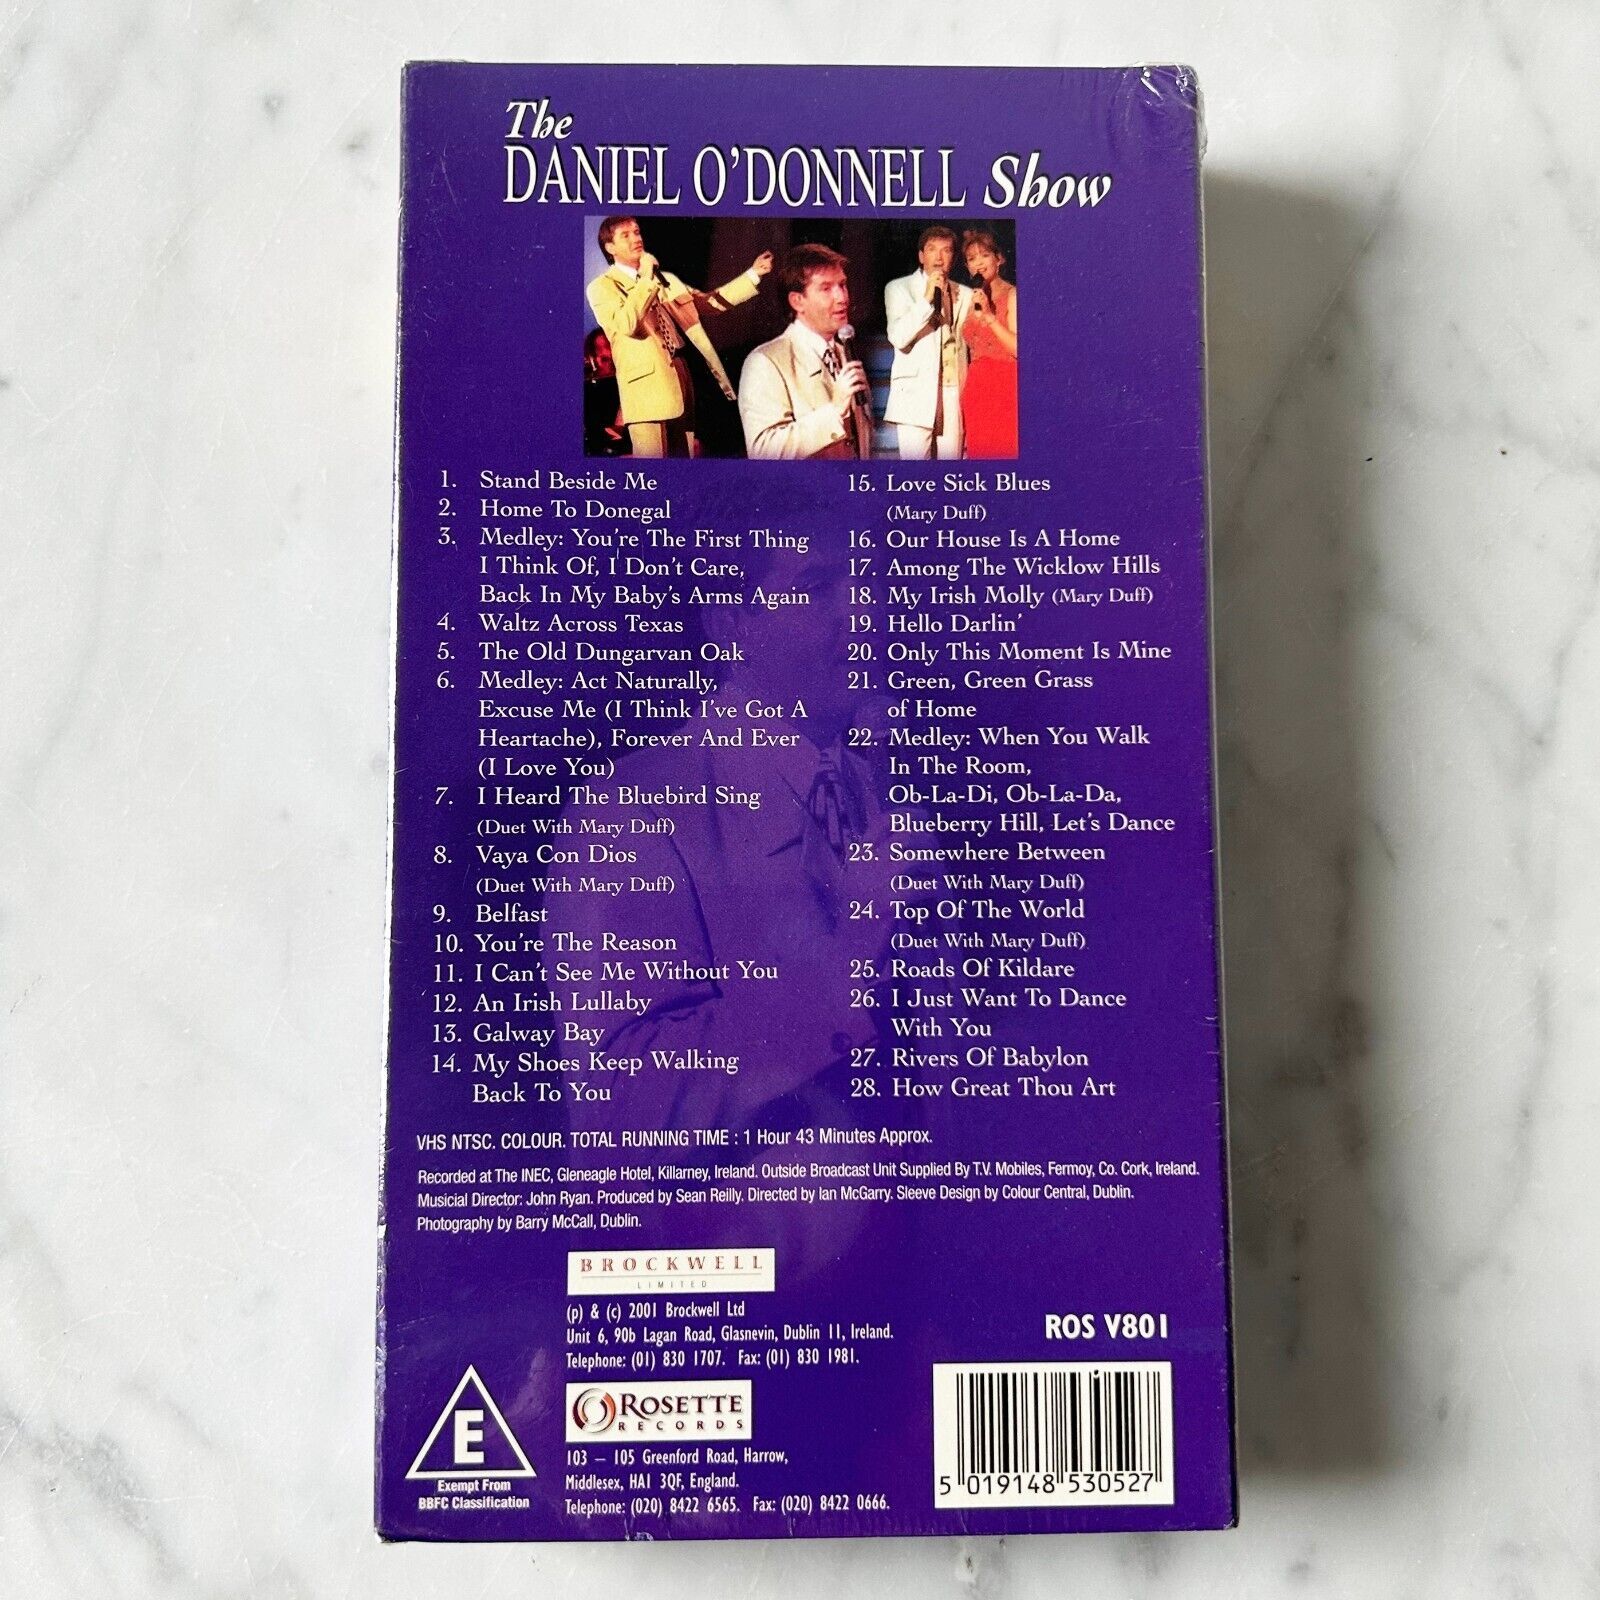 The
DANIEL O'DONNELL Show
1. Stand Beside Me
2. Home To Donegal
3. Medley: You're The First Thing
I Think Of, I Don't Care,
Back In My Baby's Arms Again
4. Waltz Across Texas
5. The Old Dungarvan Oak
6. Medley: Act Naturally,
Excuse Me (I Think I've Got A
Heartache), Forever And Ever
(I Love You)
7. I Heard The Bluebird Sing
(Duet With Mary Duff)
8. Vaya Con Dios
(Duet With Mary Duff)
9. Belfast
10. You're The Reason
11. I Can't See Me Without You
12. An Irish Lullaby
13. Galway Bay
14. My Shoes Keep Walking
Back To You
15. Love Sick Blues
(Mary Duff)
16. Our House Is A Home
17. Among The Wicklow Hills
18. My Irish Molly (Mary Duff)
19. Hello Darlin'
20. Only This Moment Is Mine
21. Green, Green Grass
of Home
22. Medley: When You Walk
In The Room,
Ob-La-Di, Ob-La-Da,
Blueberry Hill, Let's Dance
23. Somewhere Between
(Duet With Mary Duff)
24. Top Of The World
(Duet With Mary Duff)
25. Roads Of Kildare
26. I Just Want To Dance
With You
27. Rivers Of Babylon
28. How Great Thou Art
VHS NTSC. COLOUR. TOTAL RUNNING TIME : 1 Hour 43 Minutes Approx.
Recorded at The INEC, Gleneagle Hotel, Killarney, Ireland. Outside Broadcast Unit Supplied By T.V. Mobiles, Fermoy, Co. Cork, Ireland.
Musicial Director: John Ryan. Produced by Sean Reilly. Directed by Ian McGarry. Sleeve Design by Colour Central, Dublin.
Photography by Barry McCall, Dublin.
BROCKWELL
LIMITED
(p) & (c) 2001 Brockwell Ltd
Unit 6, 90b Lagan Road, Glasnevin, Dublin 11, Ireland.
Telephone: (01) 830 1707. Fax: (01) 830 1981.
ROS V801
E
Exempt From
BBFC Classification
ROSETTE
RECORDS
103 – 105 Greenford Road, Harrow,
Middlesex, HA1 3QF, England.
Telephone: (020) 8422 6565. Fax: (020) 8422 0666.
5 019148 530527